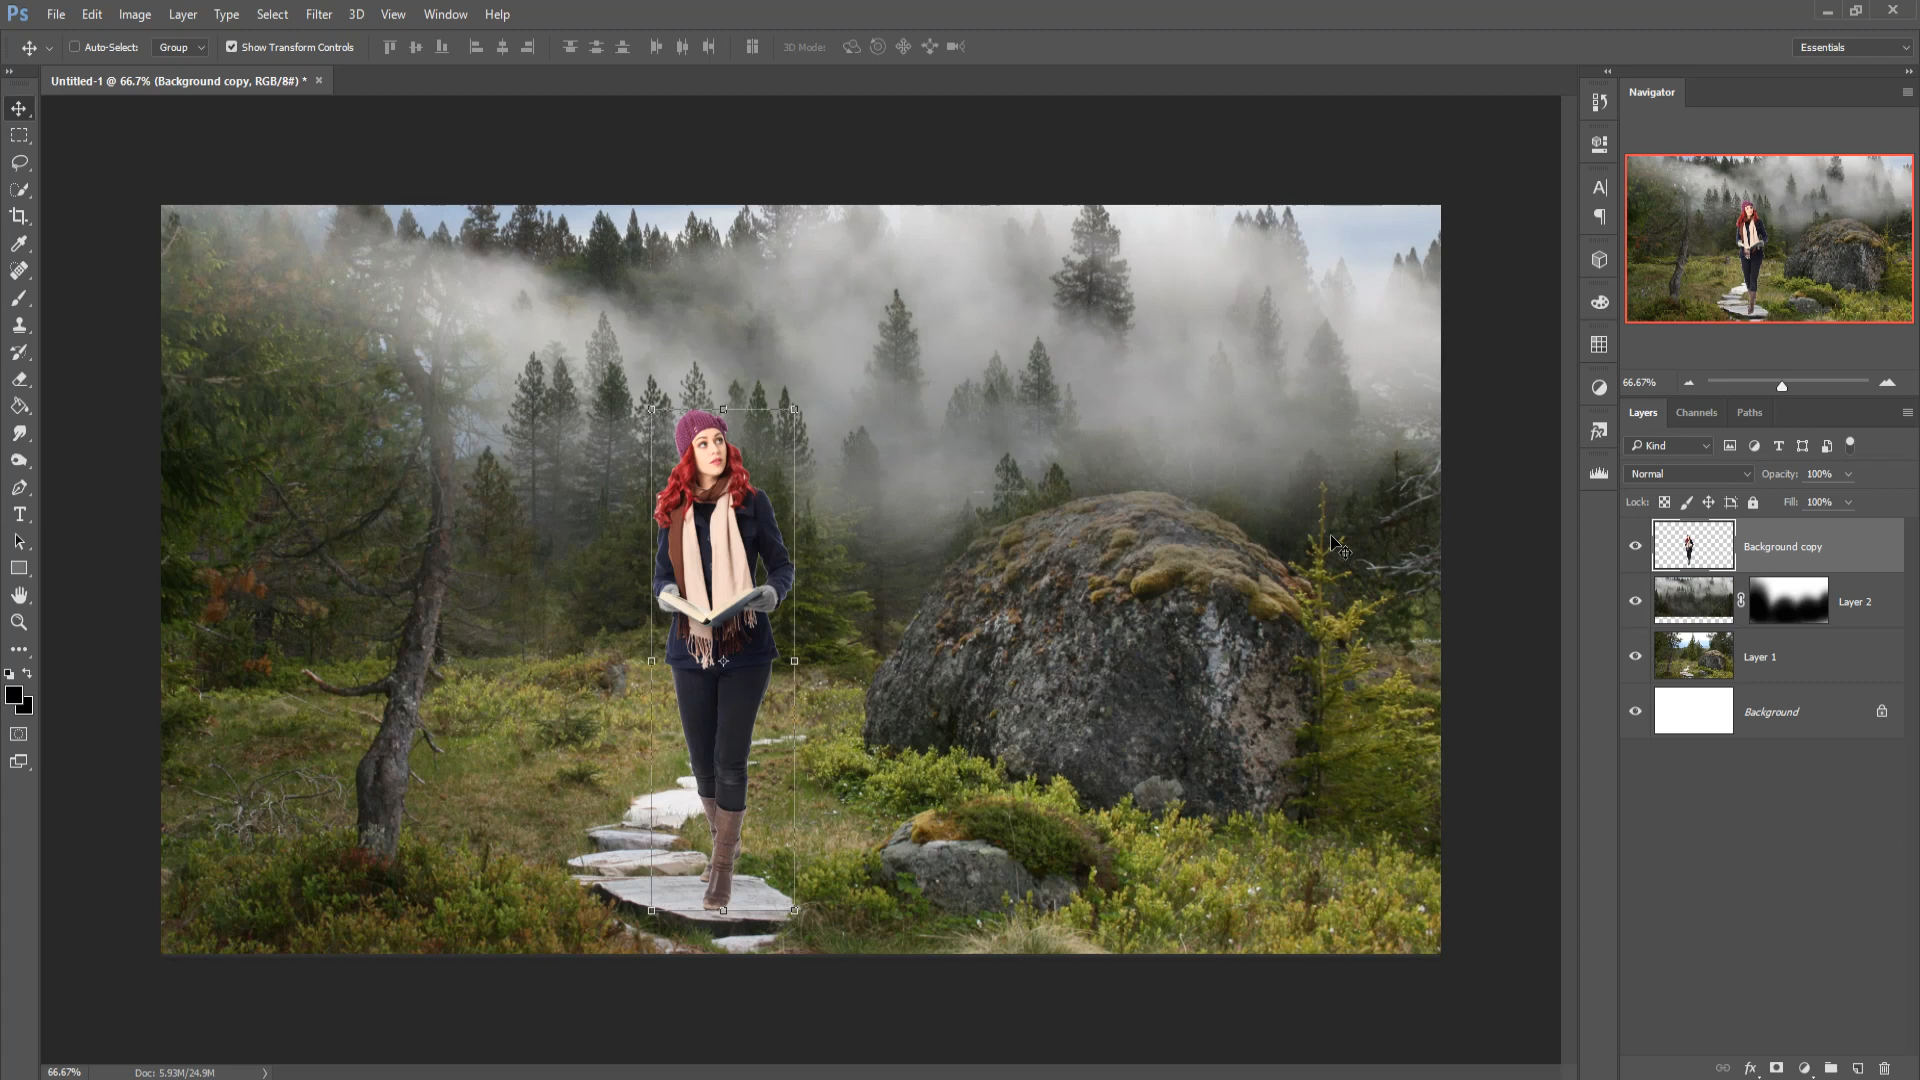 Ps File Edit Image Layer Type Select Filter 3D View Window Help
Auto-Select: Group Show Transform Controls 3D Mode: Essentials
Untitled-1 @ 66.7% (Background copy, RGB/8#) *
Navigator
66.67%
Layers Channels Paths
Kind
Normal Opacity: 100%
Lock: Fill: 100%
Background copy
Layer 2
Layer 1
Background
66.67% Doc: 5.93M/24.9M